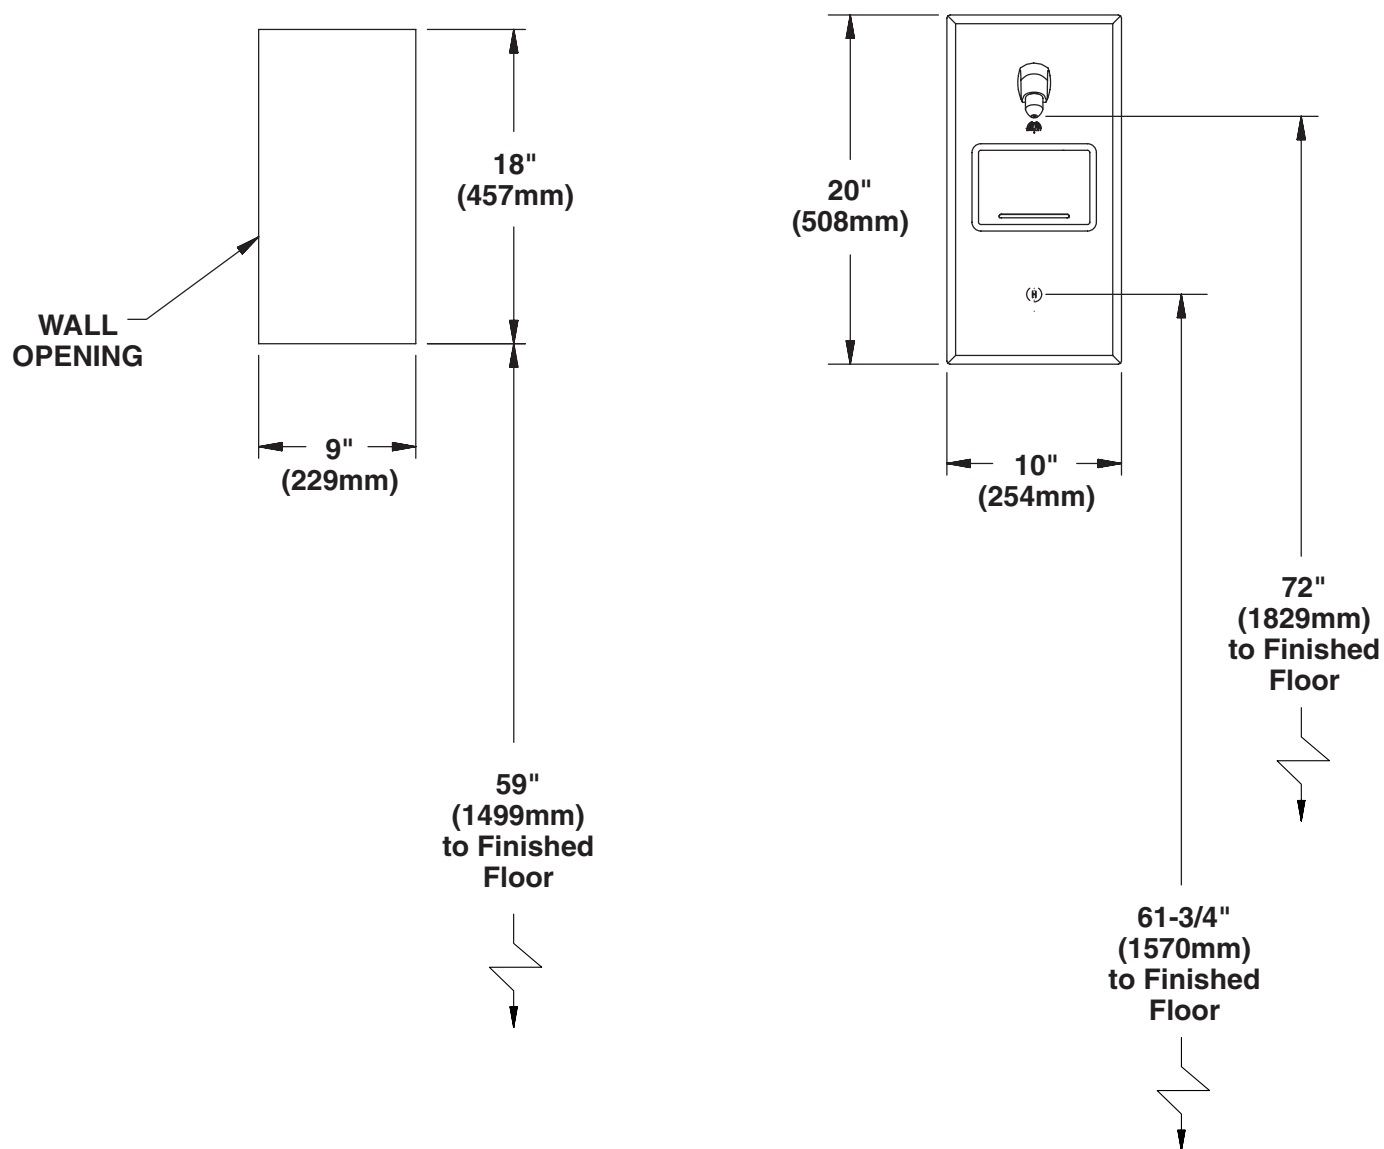 18"
(457mm)
WALL
OPENING
9"
(229mm)
59"
(1499mm)
to Finished
Floor
20"
(508mm)
10"
(254mm)
72"
(1829mm)
to Finished
Floor
61-3/4"
(1570mm)
to Finished
Floor